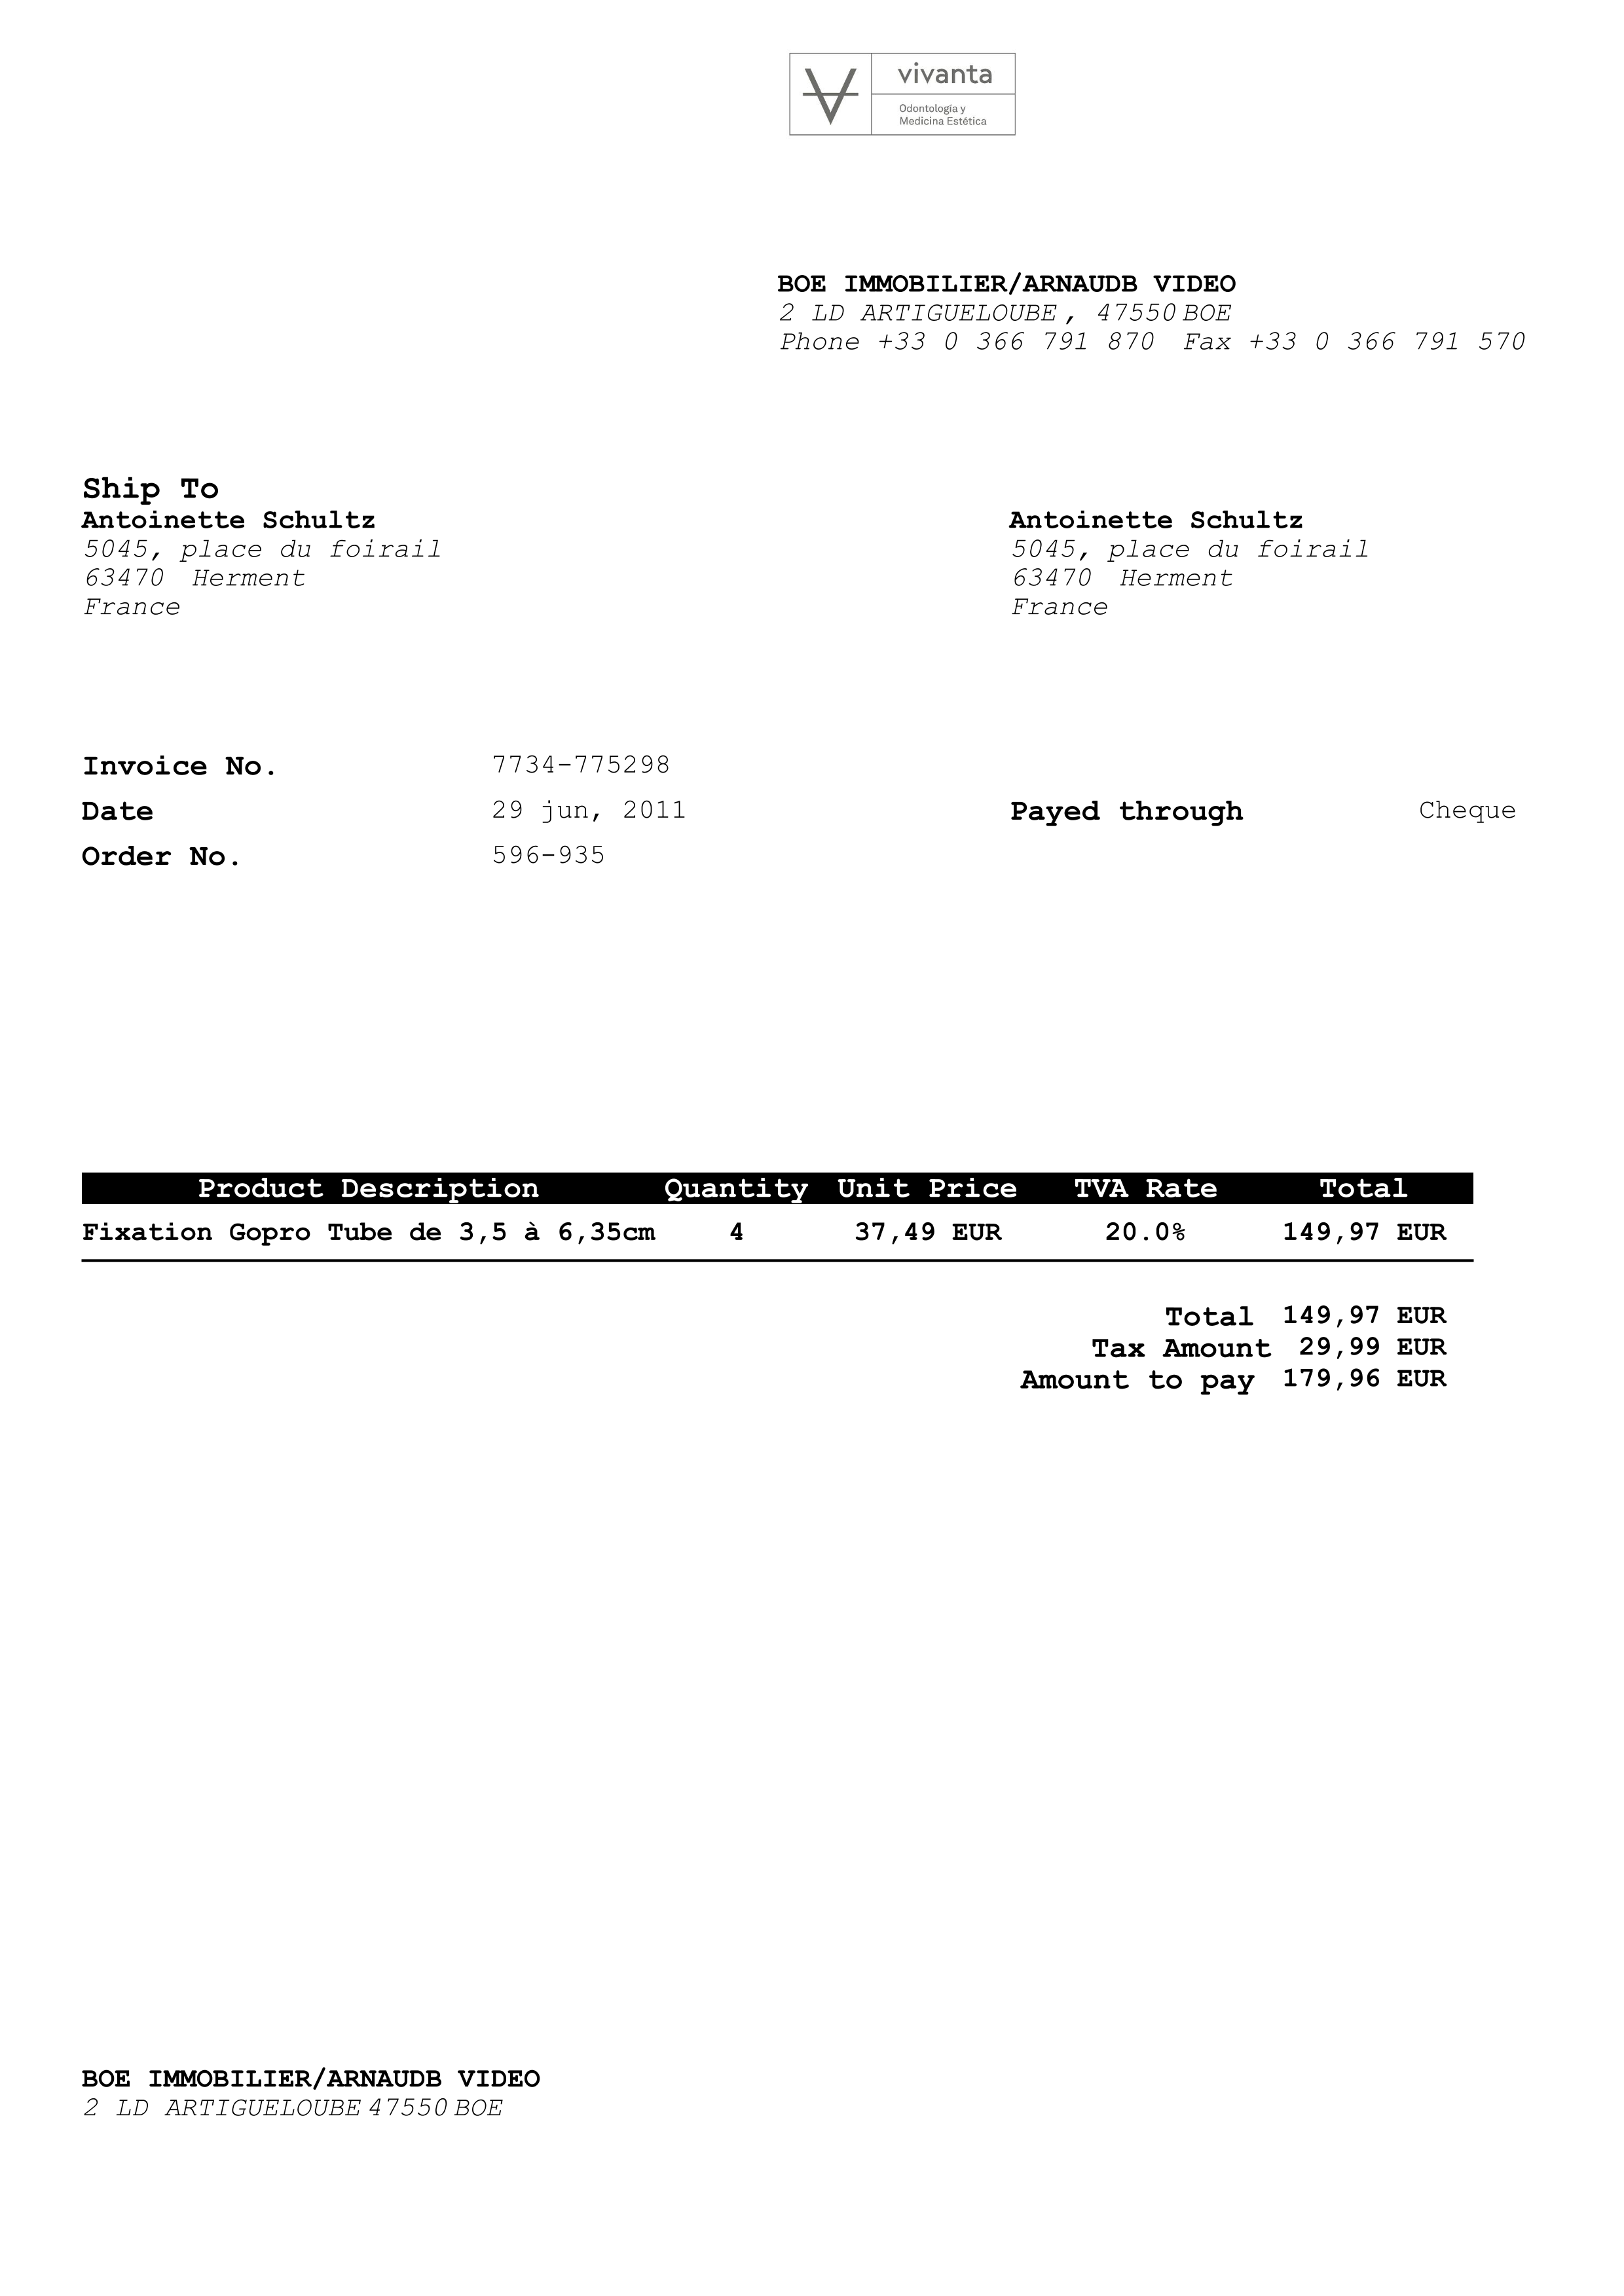 vivanta
Odontología y
Medicina Estética
BOE IMMOBILIER/ARNAUDB VIDEO
2 LD ARTIGUELOUBE, 47550 BOE
Phone +33 0 366 791 870 Fax +33 0 366 791 570
Ship To
Antoinette Schultz
5045, place du foirail
63470 Herment
France
Antoinette Schultz
5045, place du foirail
63470 Herment
France
Invoice No. 7734-775298
Date 29 jun, 2011 Payed through Cheque
Order No. 596-935
Product Description Quantity Unit Price TVA Rate Total
Fixation Gopro Tube de 3,5 à 6,35cm 4 37,49 EUR 20.0% 149,97 EUR
Total 149,97 EUR
Tax Amount 29,99 EUR
Amount to pay 179,96 EUR
BOE IMMOBILIER/ARNAUDB VIDEO
2 LD ARTIGUELOUBE 47550 BOE